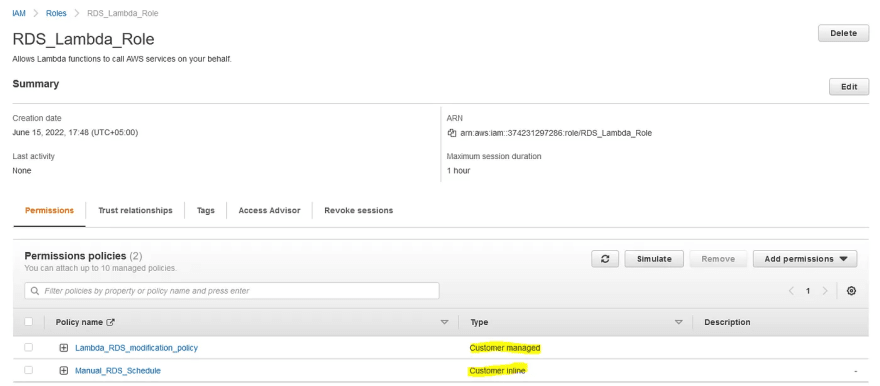 IAM > Roles > RDS_Lambda_Role
RDS_Lambda_Role
Delete
Allows Lambda functions to call AWS services on your behalf.
Summary
Edit
Creation date
June 15, 2022, 17:48 (UTC+05:00)
ARN
arn:aws:iam::374231297286:role/RDS_Lambda_Role
Last activity
None
Maximum session duration
1 hour
Permissions Trust relationships Tags Access Advisor Revoke sessions
Permissions policies (2)
You can attach up to 10 managed policies.
Simulate Remove Add permissions
Filter policies by property or policy name and press enter
< 1 >
Policy name Type Description
Lambda_RDS_modification_policy Customer managed
Manual_RDS_Schedule Customer inline -